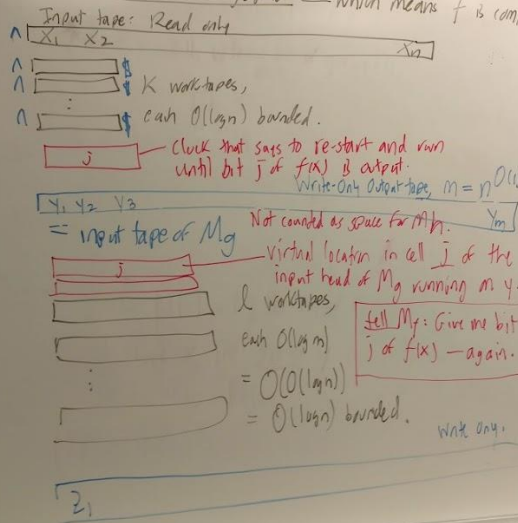 which means f is com
Input tape: Read only
^ X₁ X₂ Xn
^ $
^ $ K worktapes,
:
^ $ each O(logn) bounded.
j
Clock that says to re-start and run
until bit j of f(x) is output.
Write-Only Output tape, m = n^O(1
Y₁ Y₂ Y₃ Ym
Not counted as space for Mh.
= input tape of Mg
j
virtual location in cell j of the
input head of Mg running on y.
l worktapes,
each O(log m)
= O(O(logn))
= O(logn) bounded.
:
tell Mf: Give me bit
j of f(x) — again.
Write only.
Z₁